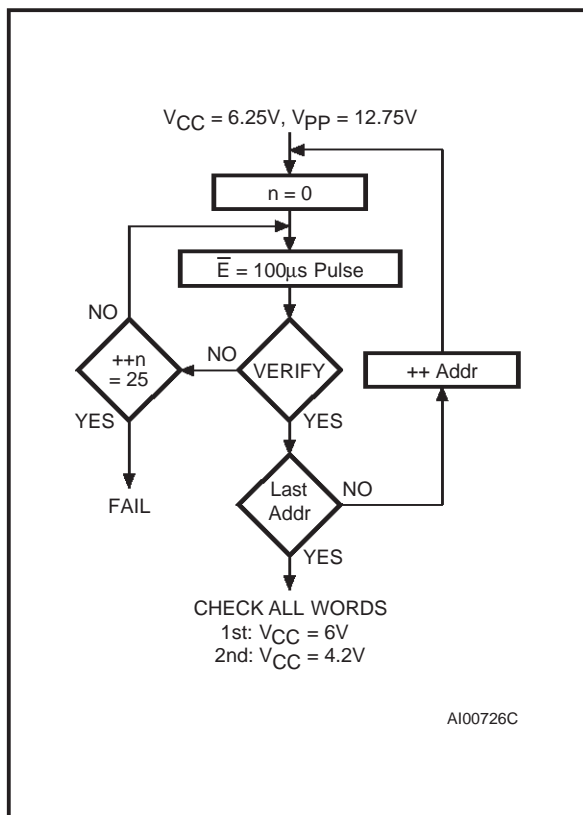 VCC = 6.25V, VPP = 12.75V
n = 0
E̅ = 100µs Pulse
NO
++n
= 25
NO
VERIFY
++ Addr
YES
YES
Last
Addr
NO
FAIL
YES
CHECK ALL WORDS
1st: VCC = 6V
2nd: VCC = 4.2V
AI00726C